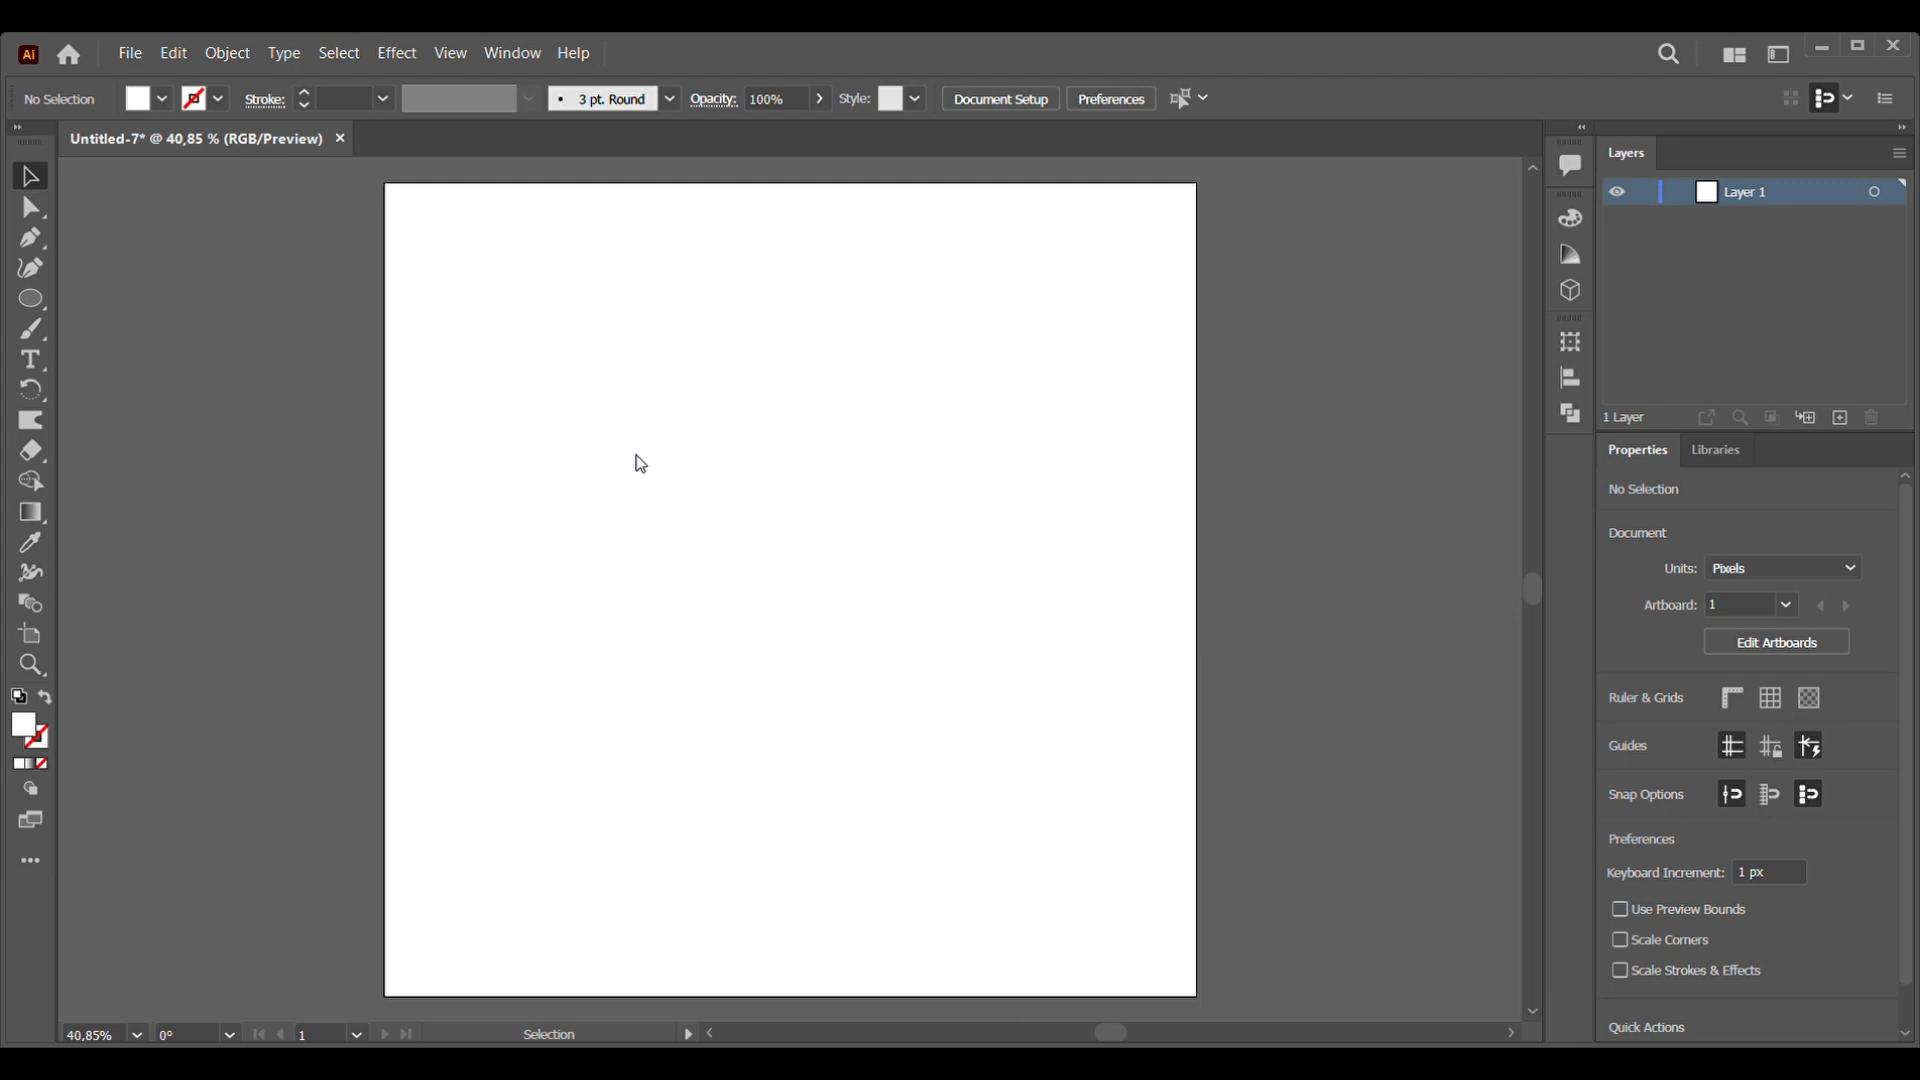 Ai File Edit Object Type Select Effect View Window Help
No Selection Stroke: 3 pt. Round Opacity: 100% Style: Document Setup Preferences
Untitled-7* @ 40,85 % (RGB/Preview)
Layers
Layer 1
1 Layer
Properties Libraries
No Selection
Document
Units: Pixels
Artboard: 1
Edit Artboards
Ruler & Grids
Guides
Snap Options
Preferences
Keyboard Increment: 1 px
Use Preview Bounds
Scale Corners
Scale Strokes & Effects
Quick Actions
40,85% 0° 1 Selection